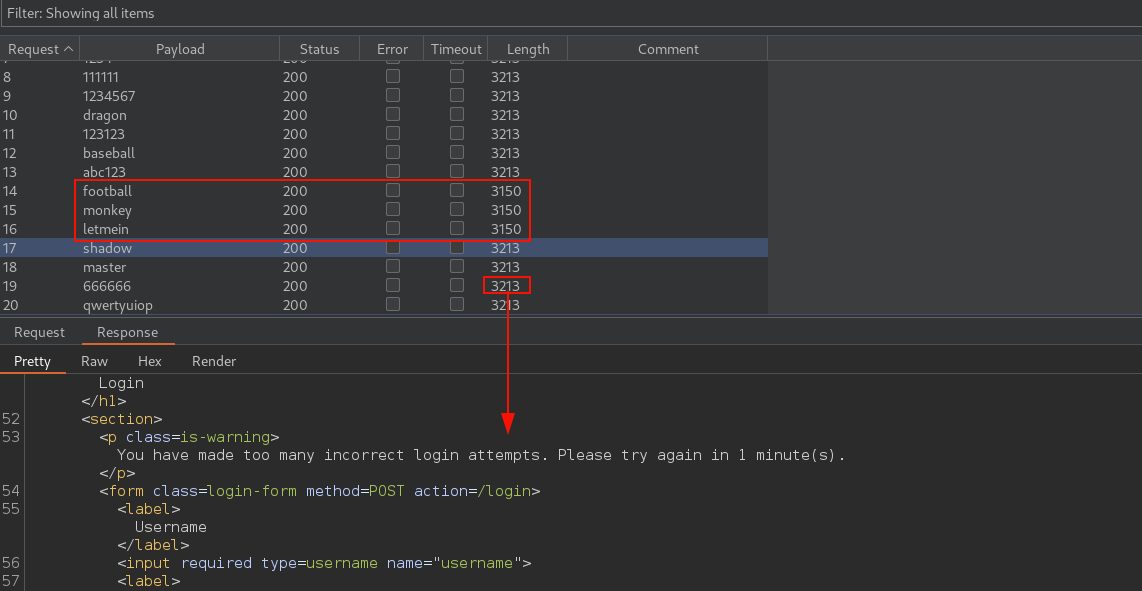 Filter: Showing all items
Request Payload Status Error Timeout Length Comment
8 111111 200 3213
9 1234567 200 3213
10 dragon 200 3213
11 123123 200 3213
12 baseball 200 3213
13 abc123 200 3213
14 football 200 3150
15 monkey 200 3150
16 letmein 200 3150
17 shadow 200 3213
18 master 200 3213
19 666666 200 3213
20 qwertyuiop 200 3213
Request Response
Pretty Raw Hex Render
Login
</h1>
52 <section>
53 <p class=is-warning>
You have made too many incorrect login attempts. Please try again in 1 minute(s).
</p>
54 <form class=login-form method=POST action=/login>
55 <label>
Username
</label>
56 <input required type=username name="username">
57 <label>